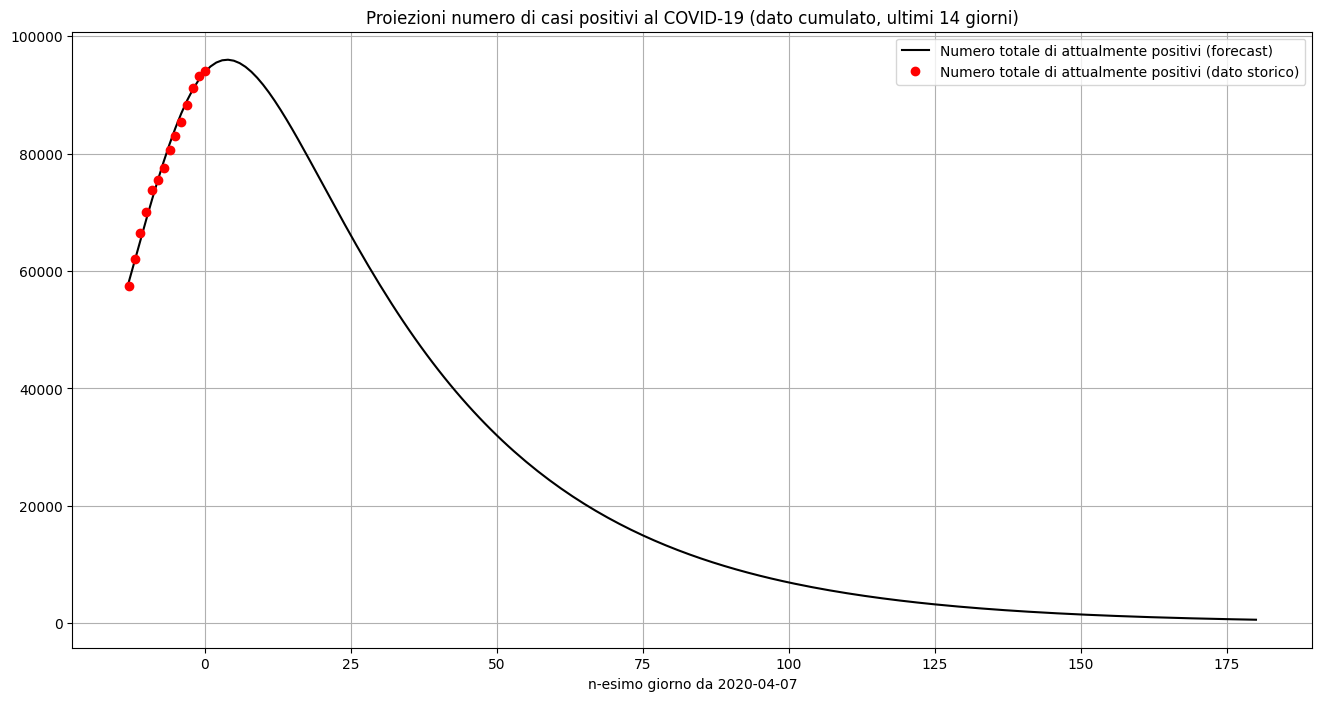 Proiezioni numero di casi positivi al COVID-19 (dato cumulato, ultimi 14 giorni)
Numero totale di attualmente positivi (forecast)
Numero totale di attualmente positivi (dato storico)
100000
80000
60000
40000
20000
0
0 25 50 75 100 125 150 175
n-esimo giorno da 2020-04-07